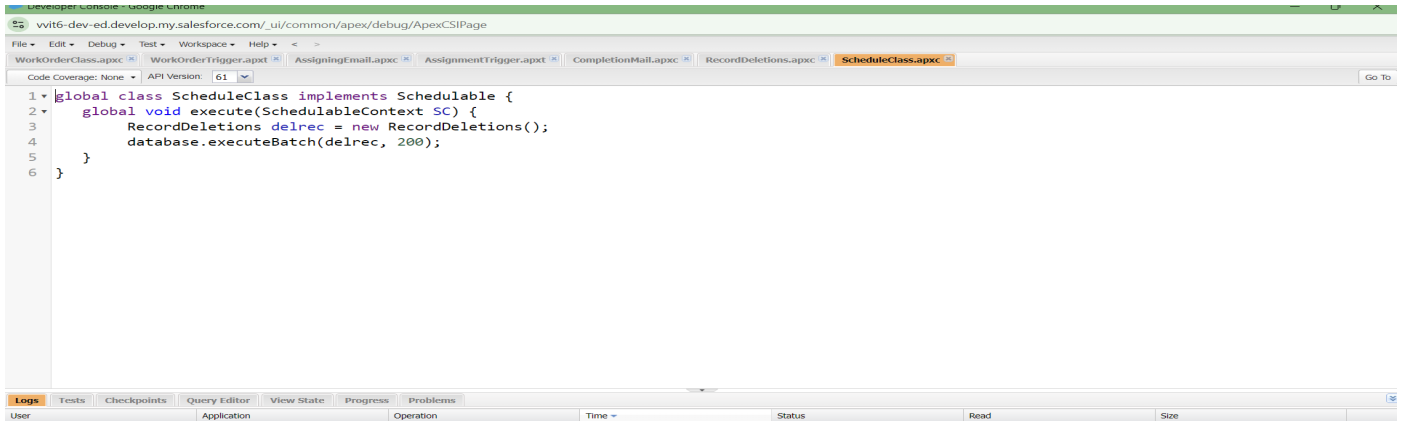 Developer Console - Google Chrome
vvit6-dev-ed.develop.my.salesforce.com/_ui/common/apex/debug/ApexCSIPage
File Edit Debug Test Workspace Help < >
WorkOrderClass.apxc WorkOrderTrigger.apxt AssigningEmail.apxc AssignmentTrigger.apxt CompletionMail.apxc RecordDeletions.apxc ScheduleClass.apxc
Code Coverage: None API Version: 61 Go To
1 global class ScheduleClass implements Schedulable {
2 global void execute(SchedulableContext SC) {
3 RecordDeletions delrec = new RecordDeletions();
4 database.executeBatch(delrec, 200);
5 }
6 }
Logs Tests Checkpoints Query Editor View State Progress Problems
User Application Operation Time Status Read Size